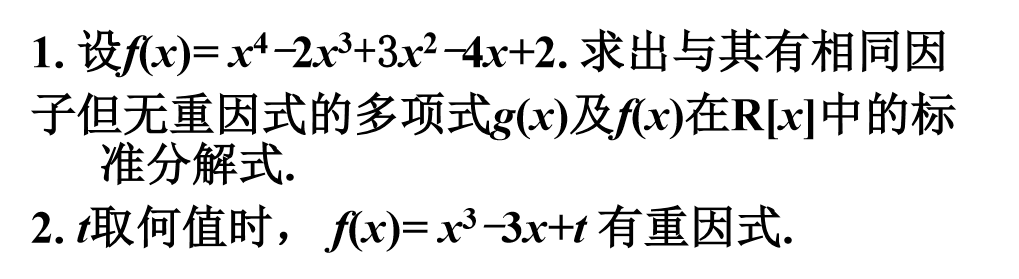 1. 设f(x)= x⁴−2x³+3x²−4x+2. 求出与其有相同因
子但无重因式的多项式g(x)及f(x)在R[x]中的标
准分解式.
2. t取何值时， f(x)= x³−3x+t 有重因式.